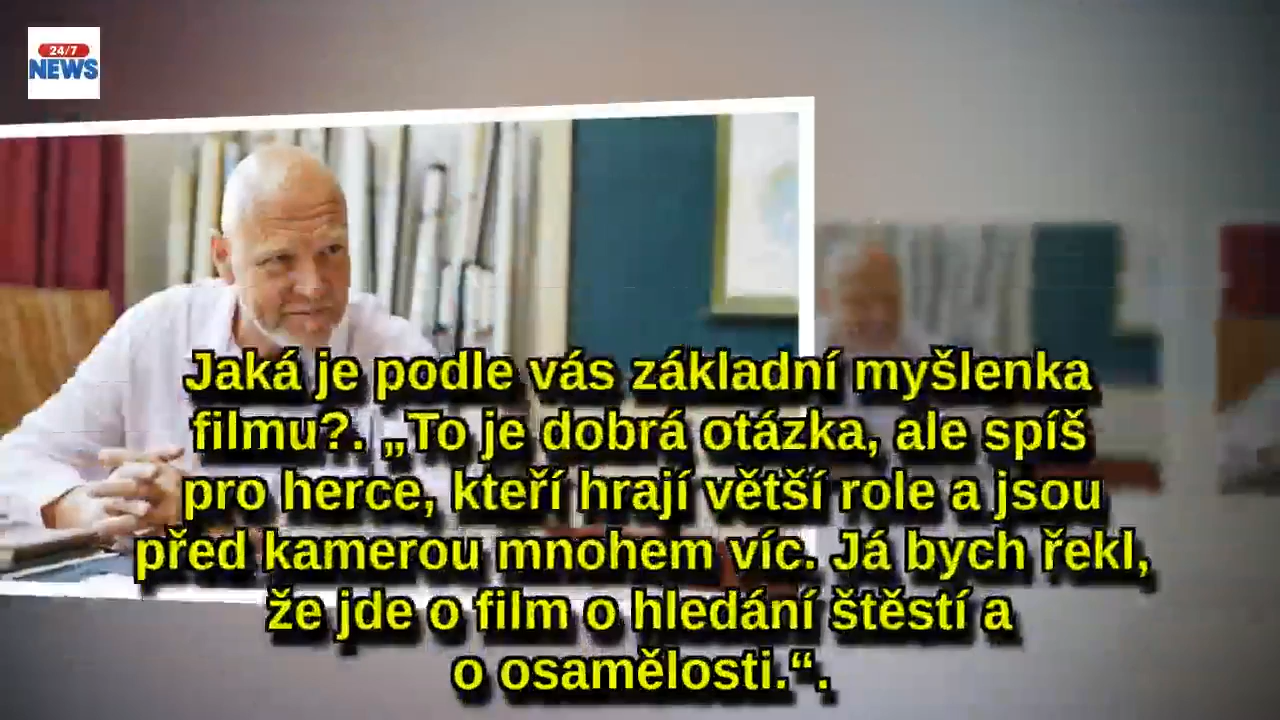 24/7
NEWS
Jaká je podle vás základní myšlenka
filmu?. „To je dobrá otázka, ale spíš
pro herce, kteří hrají větší role a jsou
před kamerou mnohem víc. Já bych řekl,
že jde o film o hledání štěstí a
o osamělosti.“.